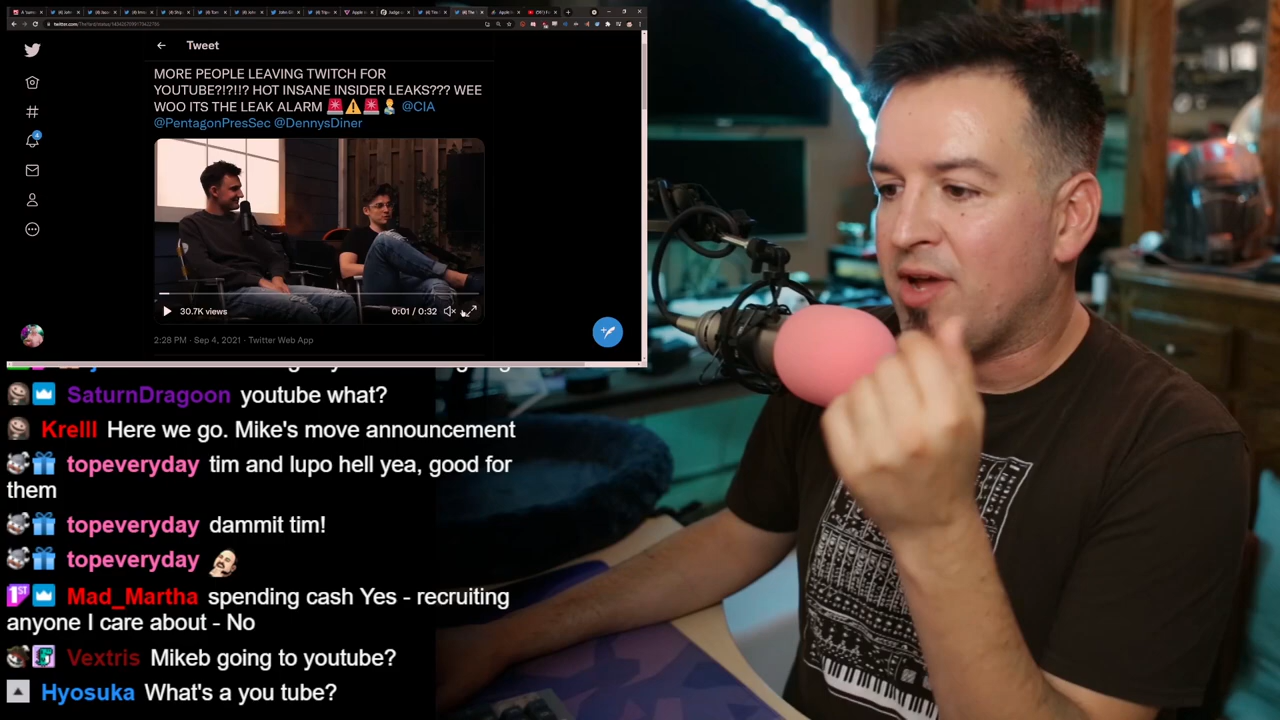 Tweet
MORE PEOPLE LEAVING TWITCH FOR
YOUTUBE?!?!!? HOT INSANE INSIDER LEAKS??? WEE
WOO ITS THE LEAK ALARM 🚨⚠️🚨 @CIA
@PentagonPresSec @DennysDiner
30.7K views
0:01 / 0:32
2:28 PM · Sep 4, 2021 · Twitter Web App
SaturnDragoon youtube what?
Krelll Here we go. Mike's move announcement
topeveryday tim and lupo hell yea, good for
them
topeveryday dammit tim!
topeveryday
1ST Mad_Martha spending cash Yes - recruiting
anyone I care about - No
Vextris Mikeb going to youtube?
Hyosuka What's a you tube?